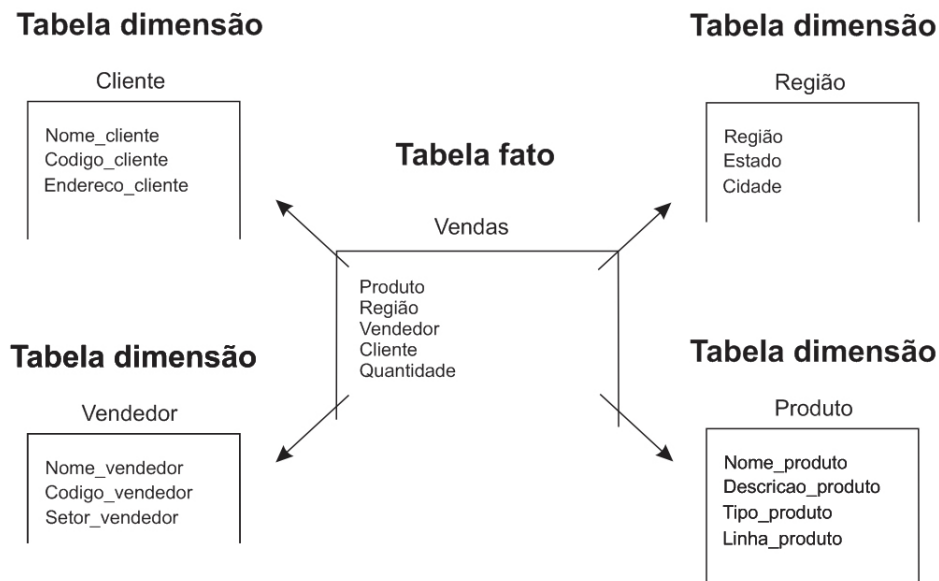 Tabela dimensão
Cliente
Nome_cliente
Codigo_cliente
Endereco_cliente
Tabela dimensão
Região
Região
Estado
Cidade
Tabela fato
Vendas
Produto
Região
Vendedor
Cliente
Quantidade
Tabela dimensão
Vendedor
Nome_vendedor
Codigo_vendedor
Setor_vendedor
Tabela dimensão
Produto
Nome_produto
Descricao_produto
Tipo_produto
Linha_produto